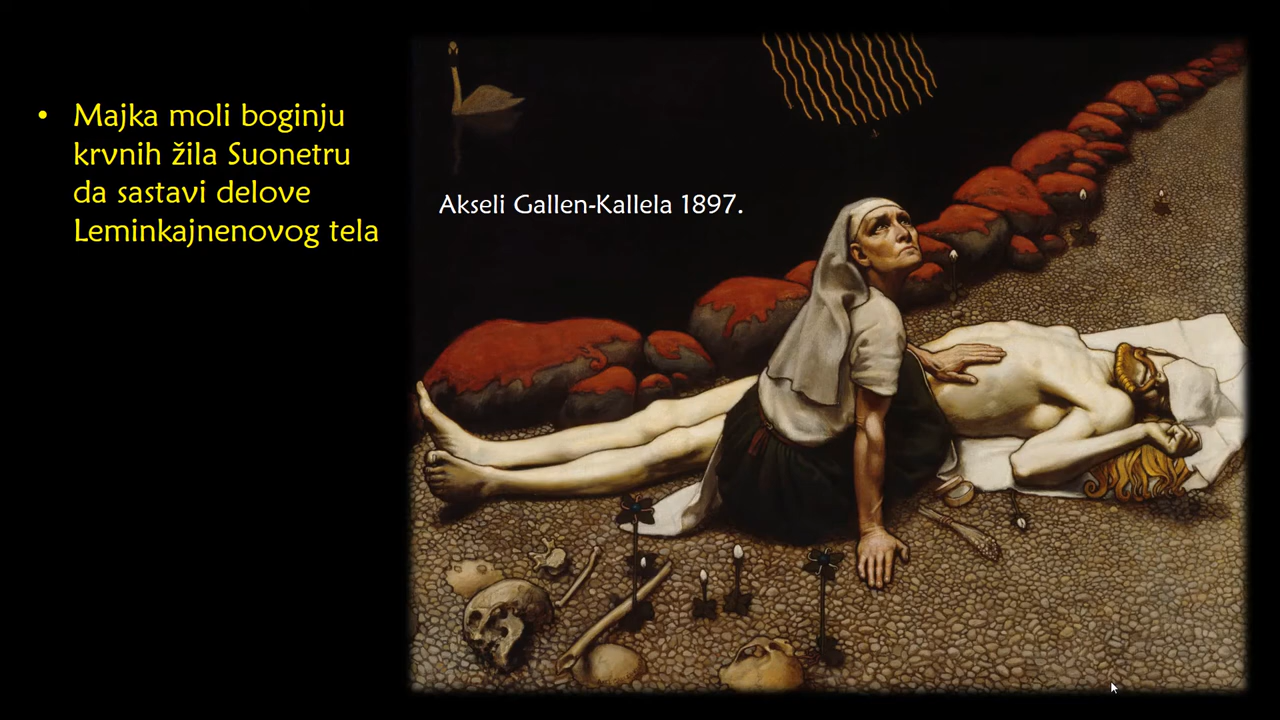 • Majka moli boginju
krvnih žila Suonetru
da sastavi delove
Leminkajnenovog tela
Akseli Gallen-Kallela 1897.